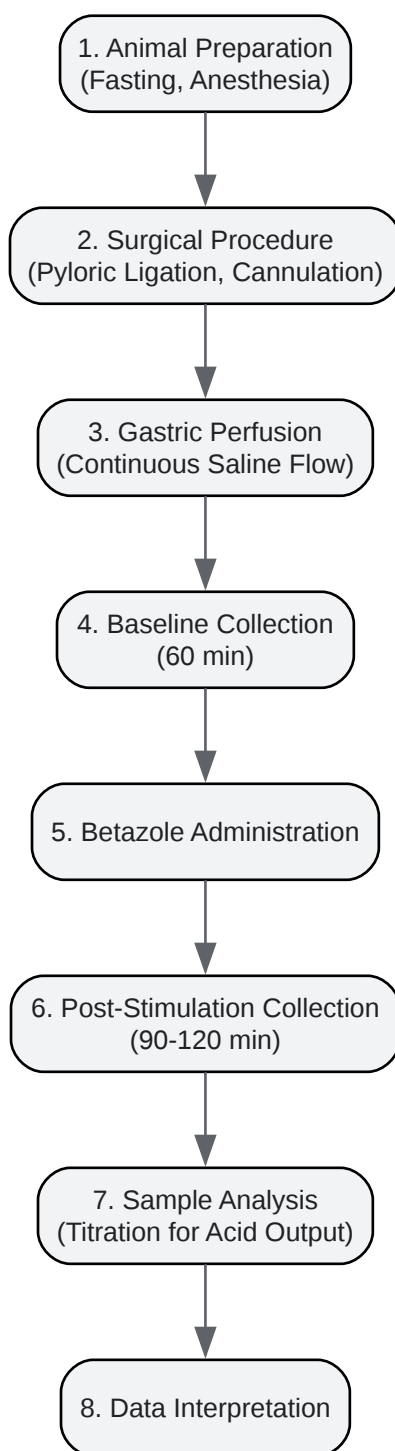 1. Animal Preparation
(Fasting, Anesthesia)
2. Surgical Procedure
(Pyloric Ligation, Cannulation)
3. Gastric Perfusion
(Continuous Saline Flow)
4. Baseline Collection
(60 min)
5. Betazole Administration
6. Post-Stimulation Collection
(90-120 min)
7. Sample Analysis
(Titration for Acid Output)
8. Data Interpretation